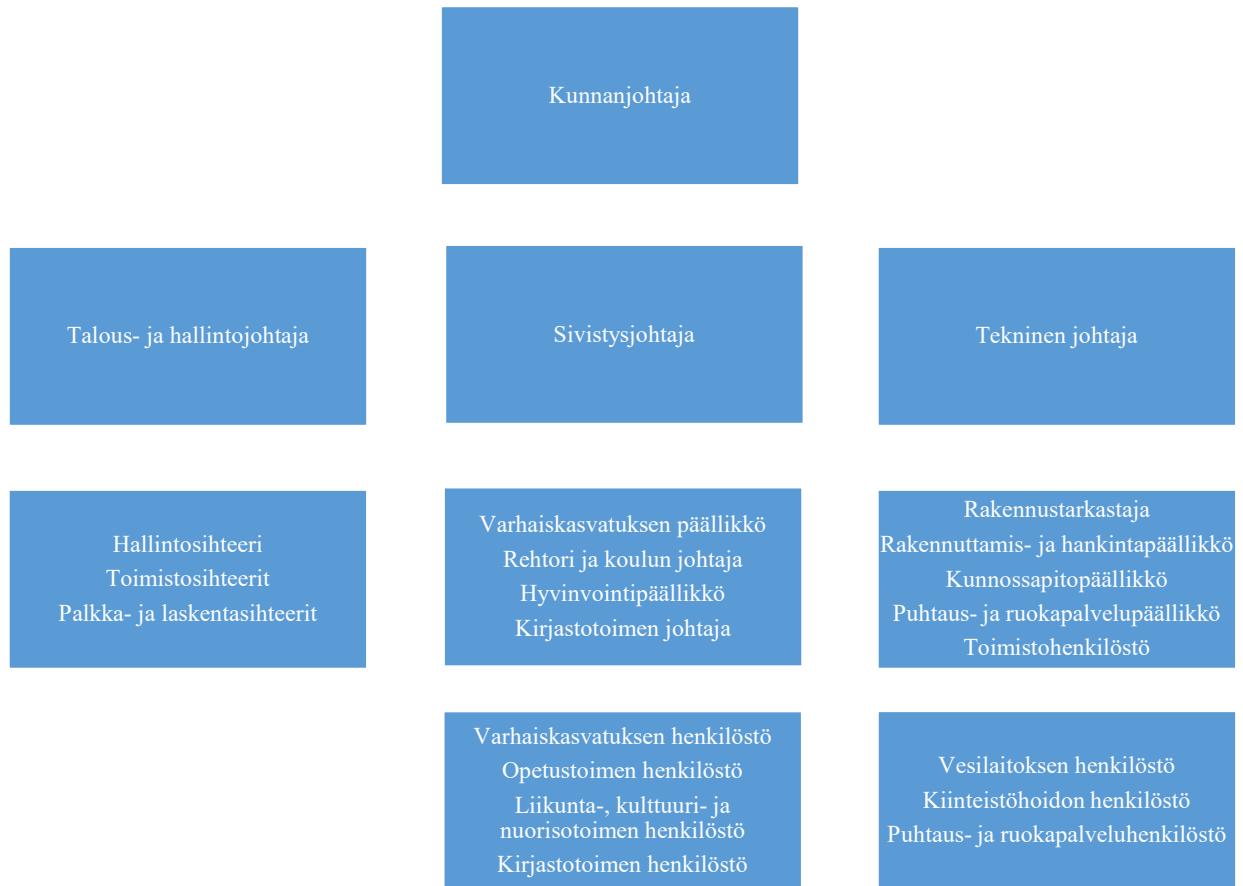 Kunnanjohtaja
Talous- ja hallintojohtaja
Sivistysjohtaja
Tekninen johtaja
Hallintosihteeri
Toimistosihteerit
Palkka- ja laskentasihteerit
Varhaiskasvatuksen päällikkö
Rehtori ja koulun johtaja
Hyvinvointipäällikkö
Kirjastotoimen johtaja
Rakennustarkastaja
Rakennuttamis- ja hankintapäällikkö
Kunnossapitopäällikkö
Puhtaus- ja ruokapalvelupäällikkö
Toimistohenkilöstö
Varhaiskasvatuksen henkilöstö
Opetustoimen henkilöstö
Liikunta-, kulttuuri- ja
nuorisotoimen henkilöstö
Kirjastotoimen henkilöstö
Vesilaitoksen henkilöstö
Kiinteistöhoidon henkilöstö
Puhtaus- ja ruokapalveluhenkilöstö